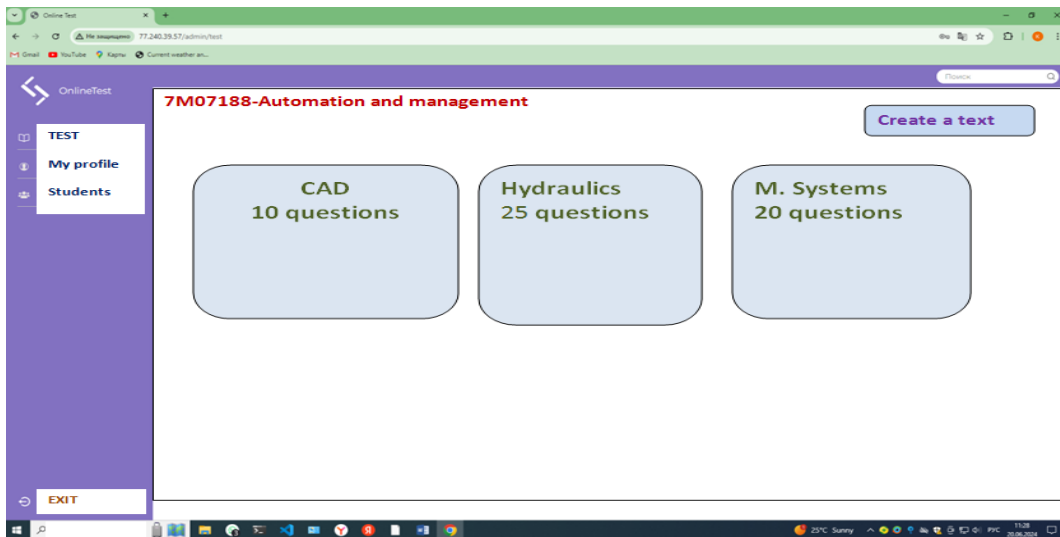 Online Test
Не защищено 77.240.39.57/admin/test
Gmail YouTube Карты Current weather an...
OnlineTest
Поиск
7M07188-Automation and management
Create a text
TEST
My profile
Students
CAD
10 questions
Hydraulics
25 questions
M. Systems
20 questions
EXIT
25°C Sunny
РУС
11:28
20.06.2024